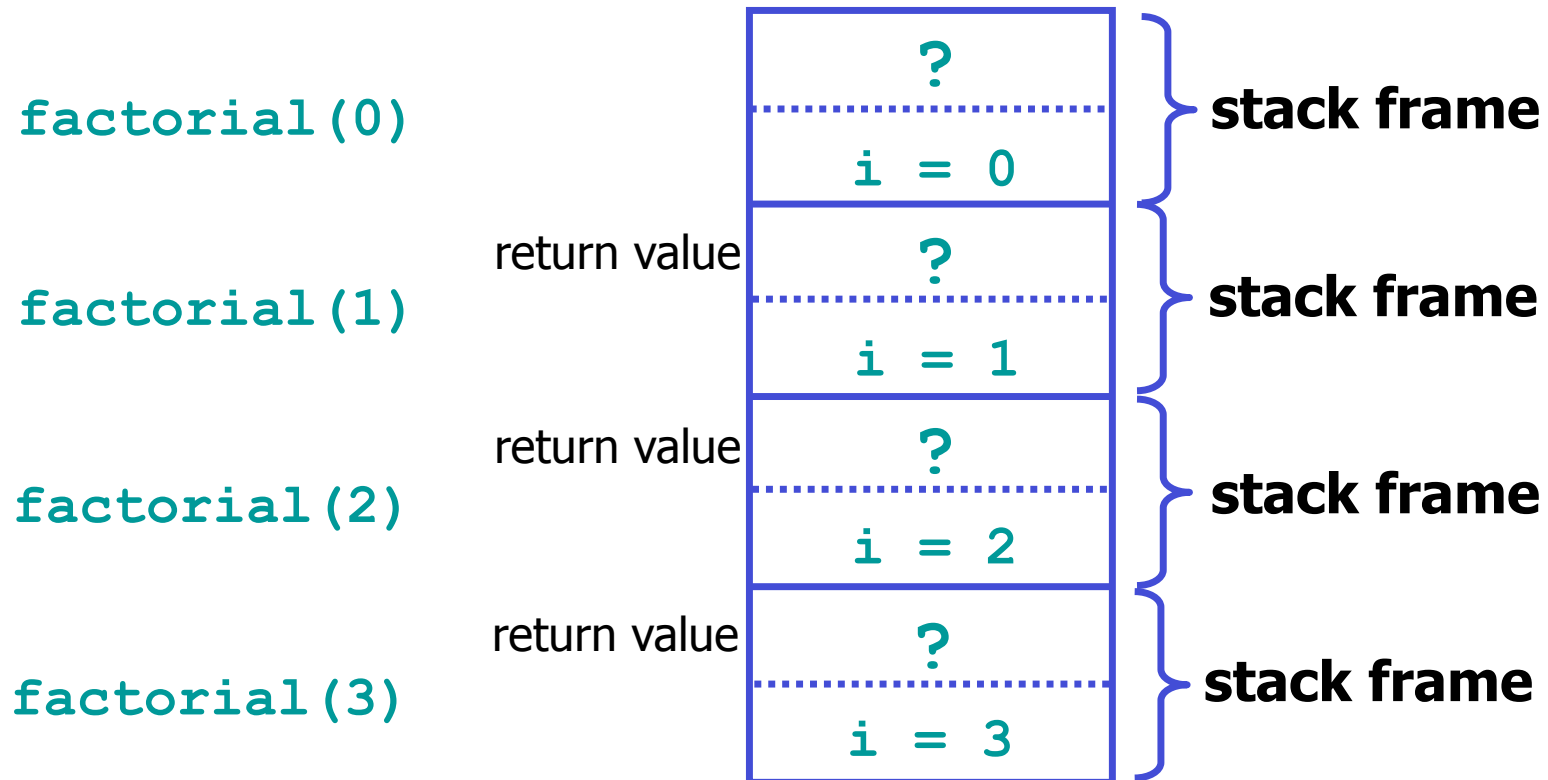 ?
factorial(0) stack frame
i = 0
return value ?
factorial(1) stack frame
i = 1
return value ?
factorial(2) stack frame
i = 2
return value ?
factorial(3) stack frame
i = 3